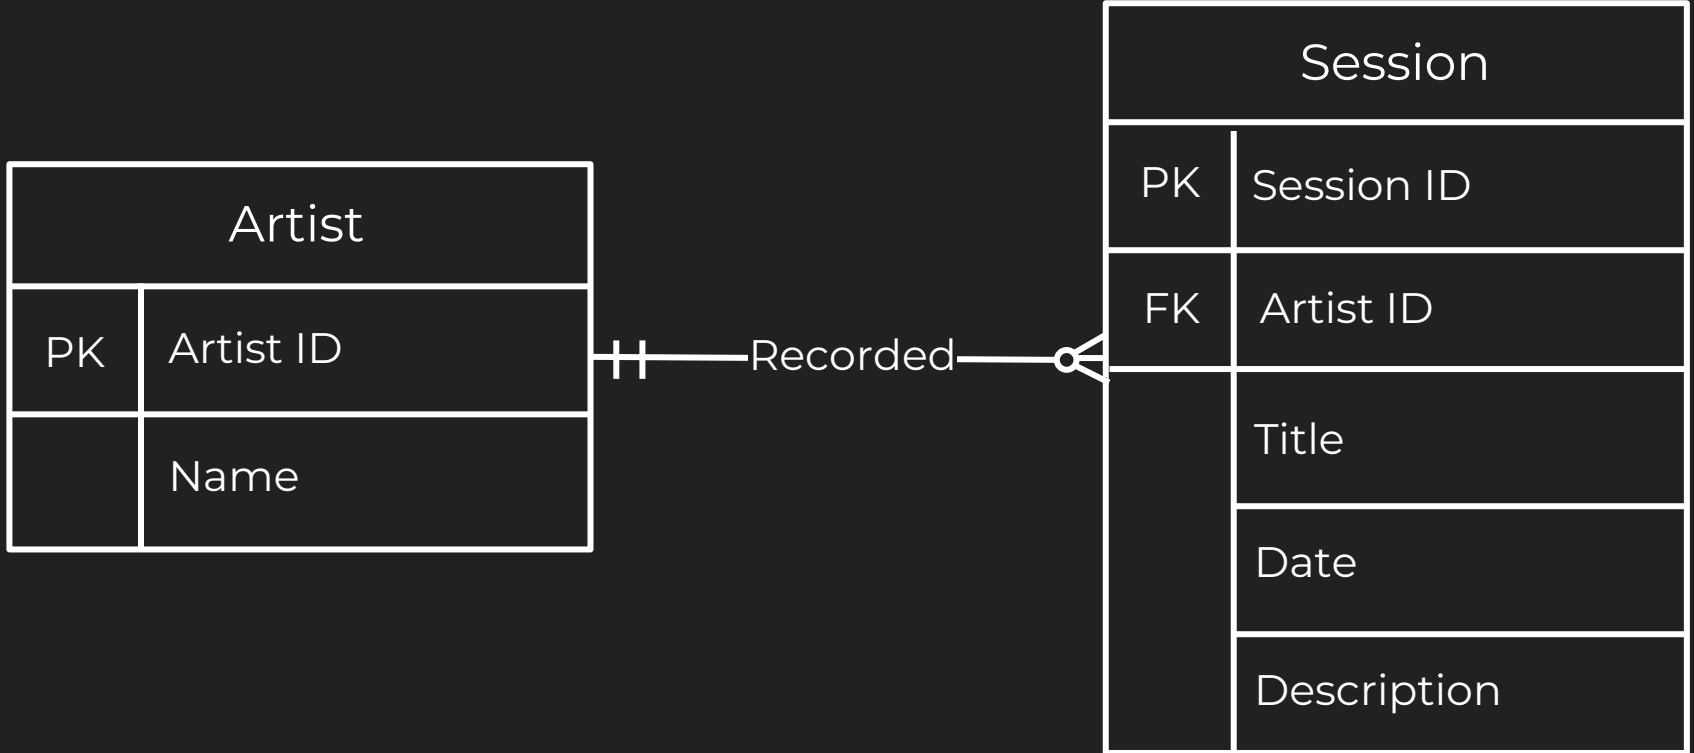 Artist
PK Artist ID
Name
Recorded
Session
PK Session ID
FK Artist ID
Title
Date
Description